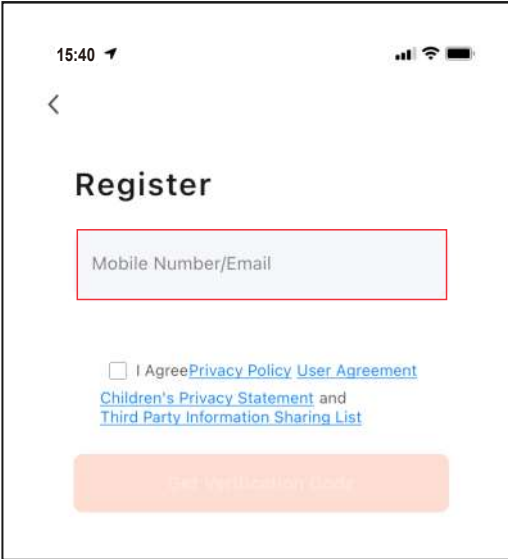 15:40
Register
Mobile Number/Email
I AgreePrivacy Policy User Agreement
Children's Privacy Statement and
Third Party Information Sharing List
Get Verification Code